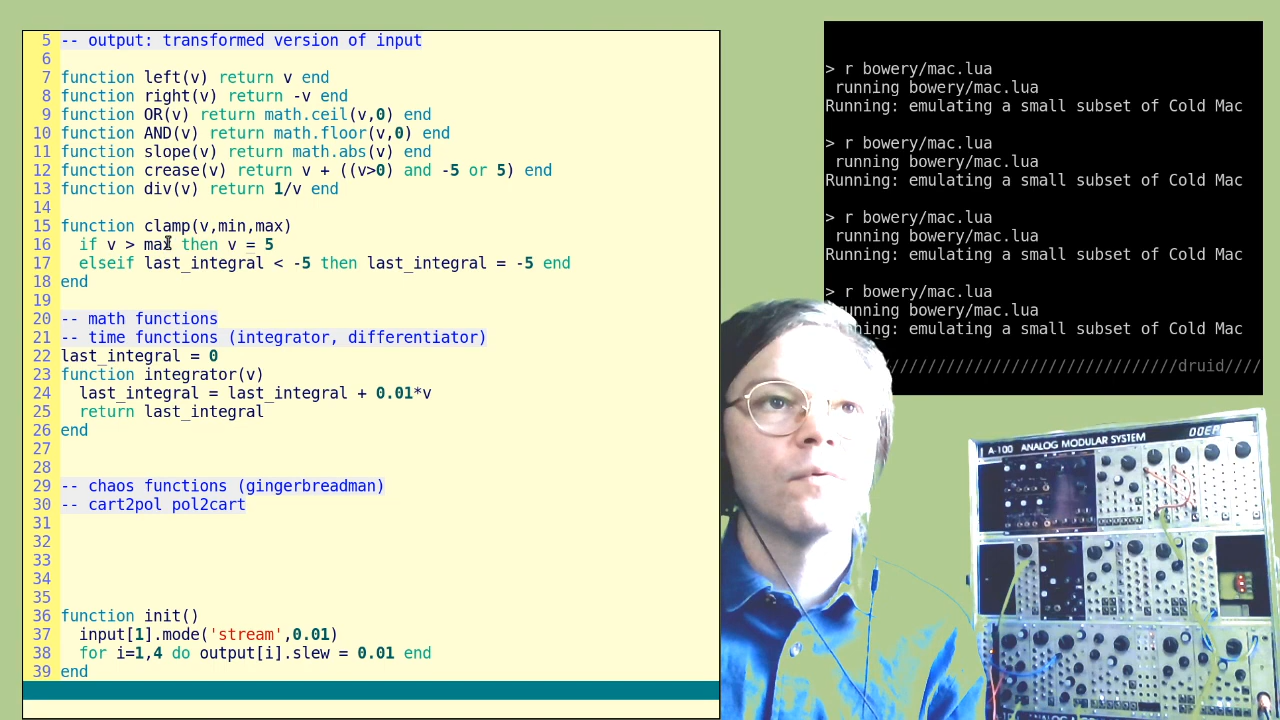 5 -- output: transformed version of input
6
7 function left(v) return v end
8 function right(v) return -v end
9 function OR(v) return math.ceil(v,0) end
10 function AND(v) return math.floor(v,0) end
11 function slope(v) return math.abs(v) end
12 function crease(v) return v + ((v>0) and -5 or 5) end
13 function div(v) return 1/v end
14
15 function clamp(v,min,max)
16   if v > max then v = 5
17   elseif last_integral < -5 then last_integral = -5 end
18 end
19
20 -- math functions
21 -- time functions (integrator, differentiator)
22 last_integral = 0
23 function integrator(v)
24   last_integral = last_integral + 0.01*v
25   return last_integral
26 end
27
28
29 -- chaos functions (gingerbreadman)
30 -- cart2pol pol2cart
31
32
33
34
35
36 function init()
37   input[1].mode('stream',0.01)
38   for i=1,4 do output[i].slew = 0.01 end
39 end
> r bowery/mac.lua
running bowery/mac.lua
Running: emulating a small subset of Cold Mac
> r bowery/mac.lua
running bowery/mac.lua
Running: emulating a small subset of Cold Mac
> r bowery/mac.lua
running bowery/mac.lua
Running: emulating a small subset of Cold Mac
> r bowery/mac.lua
running bowery/mac.lua
ning: emulating a small subset of Cold Mac
///////////////////////////////druid////
A-100 ANALOG MODULAR SYSTEM